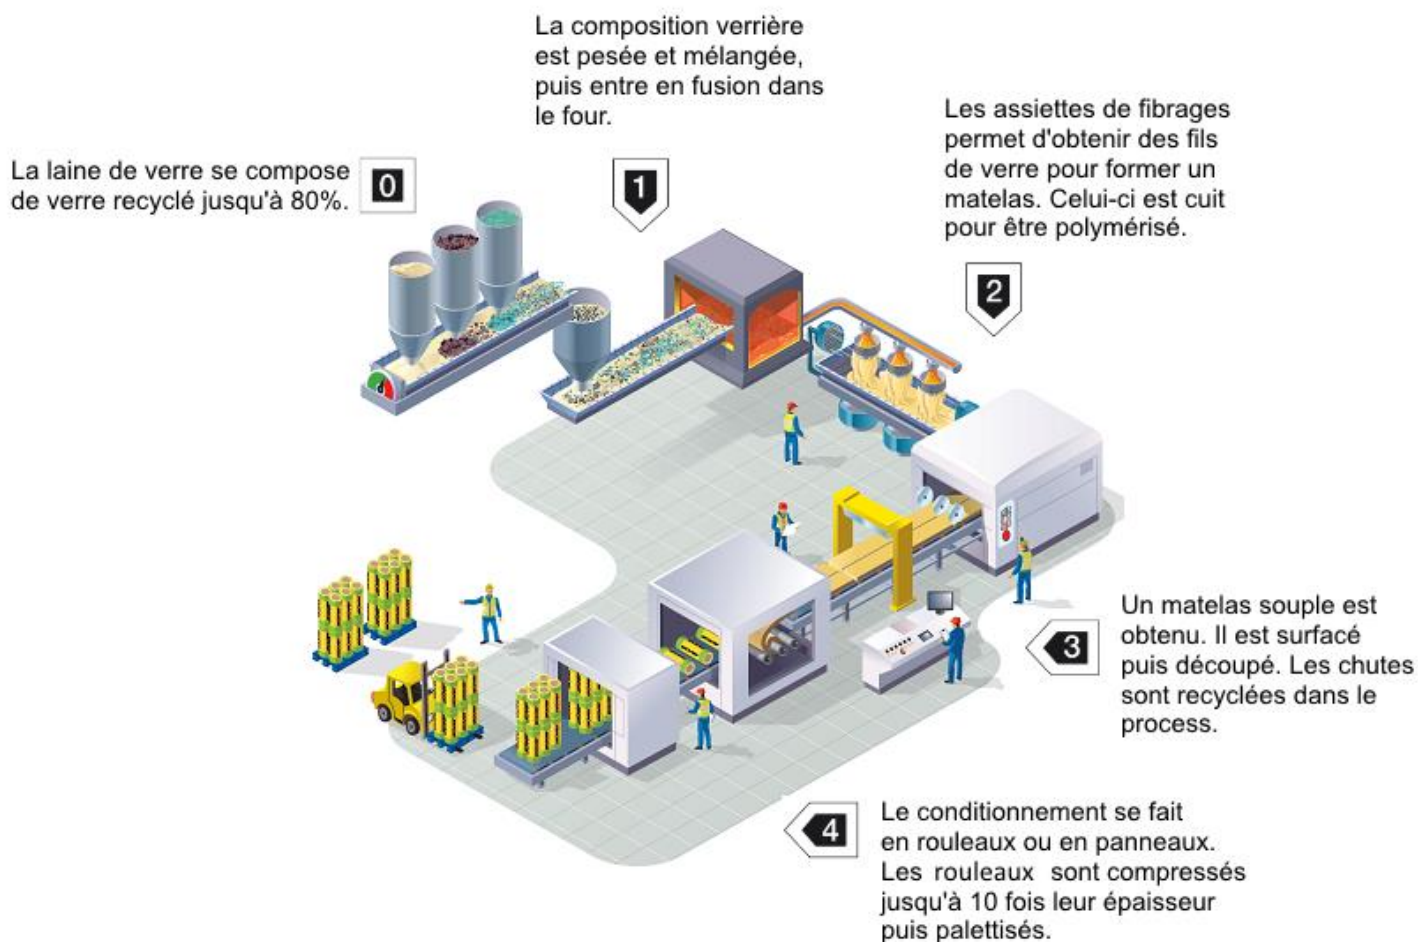 La composition verrière
est pesée et mélangée,
puis entre en fusion dans
le four.
Les assiettes de fibrages
permet d'obtenir des fils
de verre pour former un
matelas. Celui-ci est cuit
pour être polymérisé.
La laine de verre se compose
de verre recyclé jusqu'à 80%.
0
1
2
Un matelas souple est
obtenu. Il est surfacé
puis découpé. Les chutes
sont recyclées dans le
process.
3
4
Le conditionnement se fait
en rouleaux ou en panneaux.
Les rouleaux sont compressés
jusqu'à 10 fois leur épaisseur
puis palettisés.